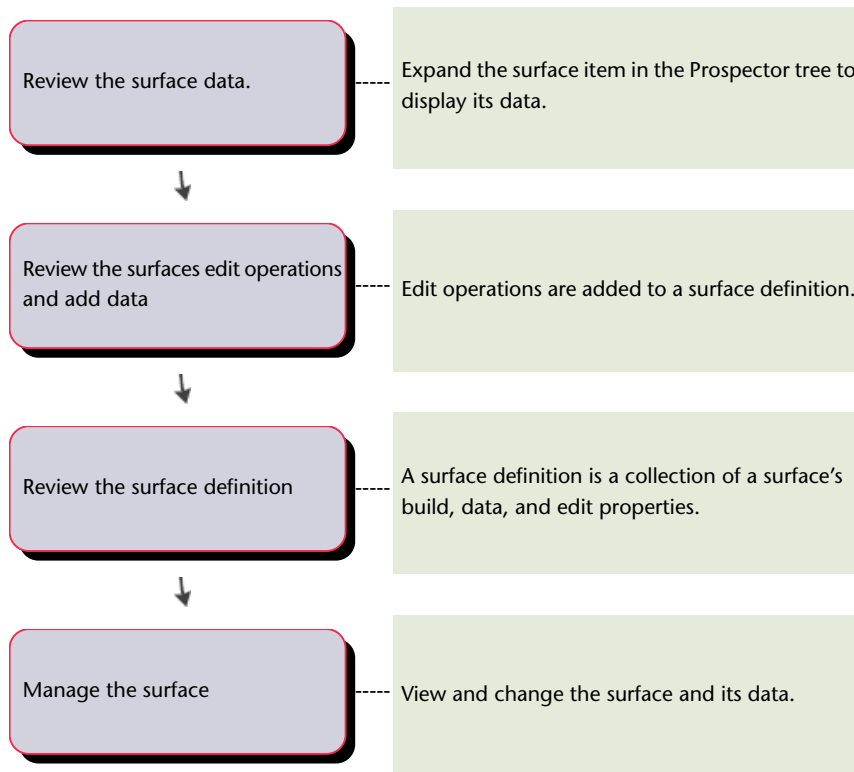 Review the surface data.
Expand the surface item in the Prospector tree to
display its data.
Review the surfaces edit operations
and add data
Edit operations are added to a surface definition.
Review the surface definition
A surface definition is a collection of a surface’s
build, data, and edit properties.
Manage the surface
View and change the surface and its data.